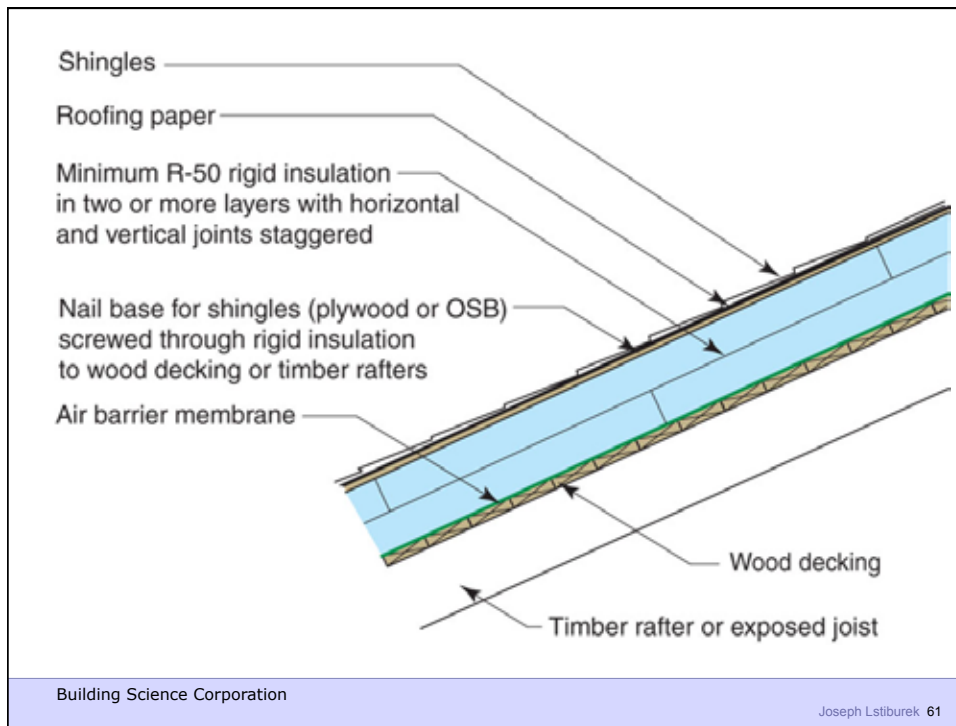 Shingles
Roofing paper
Minimum R-50 rigid insulation
in two or more layers with horizontal
and vertical joints staggered
Nail base for shingles (plywood or OSB)
screwed through rigid insulation
to wood decking or timber rafters
Air barrier membrane
Wood decking
Timber rafter or exposed joist
Building Science Corporation
Joseph Lstiburek 61